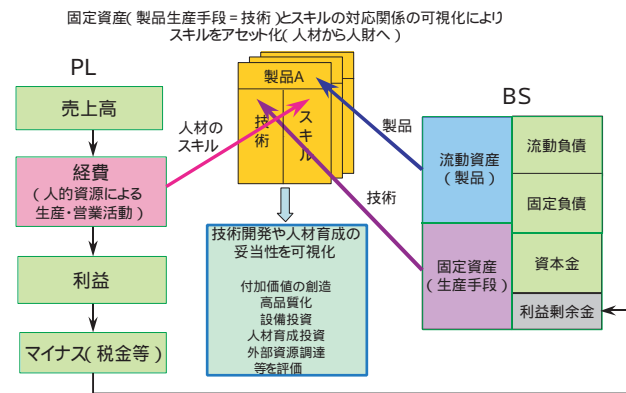 固定資産(製品生産手段=技術)とスキルの対応関係の可視化により
スキルをアセット化(人材から人財へ)
PL
売上高
経費
(人的資源による
生産・営業活動)
利益
マイナス(税金等)
人材の
スキル
製品A
技術
スキル
製品
技術
技術開発や人材育成の
妥当性を可視化
付加価値の創造
高品質化
設備投資
人材育成投資
外部資源調達
等を評価
BS
流動資産
(製品)
固定資産
(生産手段)
流動負債
固定負債
資本金
利益剰余金